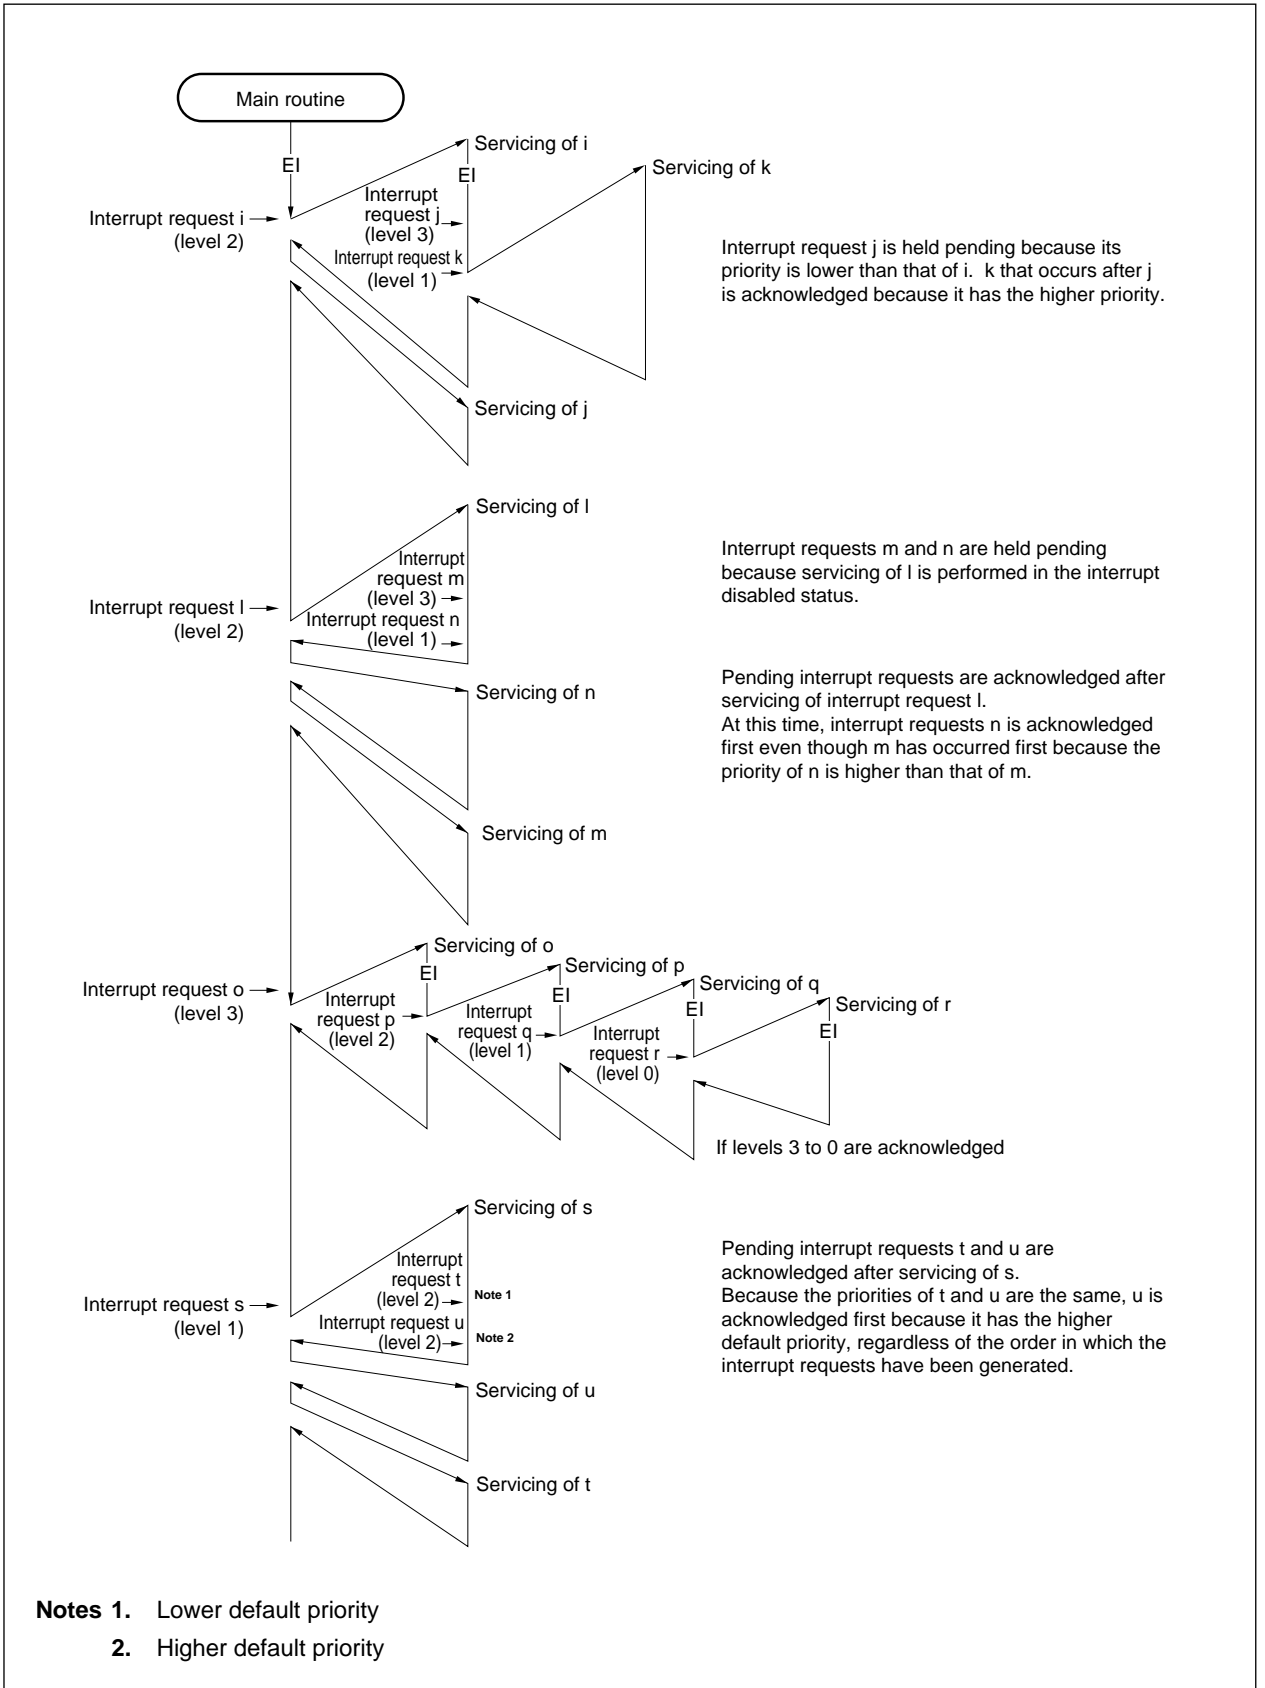 Main routine
EI
Servicing of i
EI
Servicing of k
Interrupt
request j
(level 3)
Interrupt request i
(level 2)
Interrupt request k
(level 1)
Interrupt request j is held pending because its
priority is lower than that of i.  k that occurs after j
is acknowledged because it has the higher priority.
Servicing of j
Servicing of l
Interrupt
request m
(level 3)
Interrupt request l
(level 2)
Interrupt request n
(level 1)
Interrupt requests m and n are held pending
because servicing of l is performed in the interrupt
disabled status.
Servicing of n
Pending interrupt requests are acknowledged after
servicing of interrupt request l.
At this time, interrupt requests n is acknowledged
first even though m has occurred first because the
priority of n is higher than that of m.
Servicing of m
Servicing of o
EI
Servicing of p
EI
Servicing of q
EI
Servicing of r
EI
Interrupt request o
(level 3)
Interrupt
request p
(level 2)
Interrupt
request q
(level 1)
Interrupt
request r
(level 0)
If levels 3 to 0 are acknowledged
Servicing of s
Interrupt
request t
(level 2)
Note 1
Interrupt request s
(level 1)
Interrupt request u
(level 2)
Note 2
Pending interrupt requests t and u are
acknowledged after servicing of s.
Because the priorities of t and u are the same, u is
acknowledged first because it has the higher
default priority, regardless of the order in which the
interrupt requests have been generated.
Servicing of u
Servicing of t
Notes 1. Lower default priority
2. Higher default priority